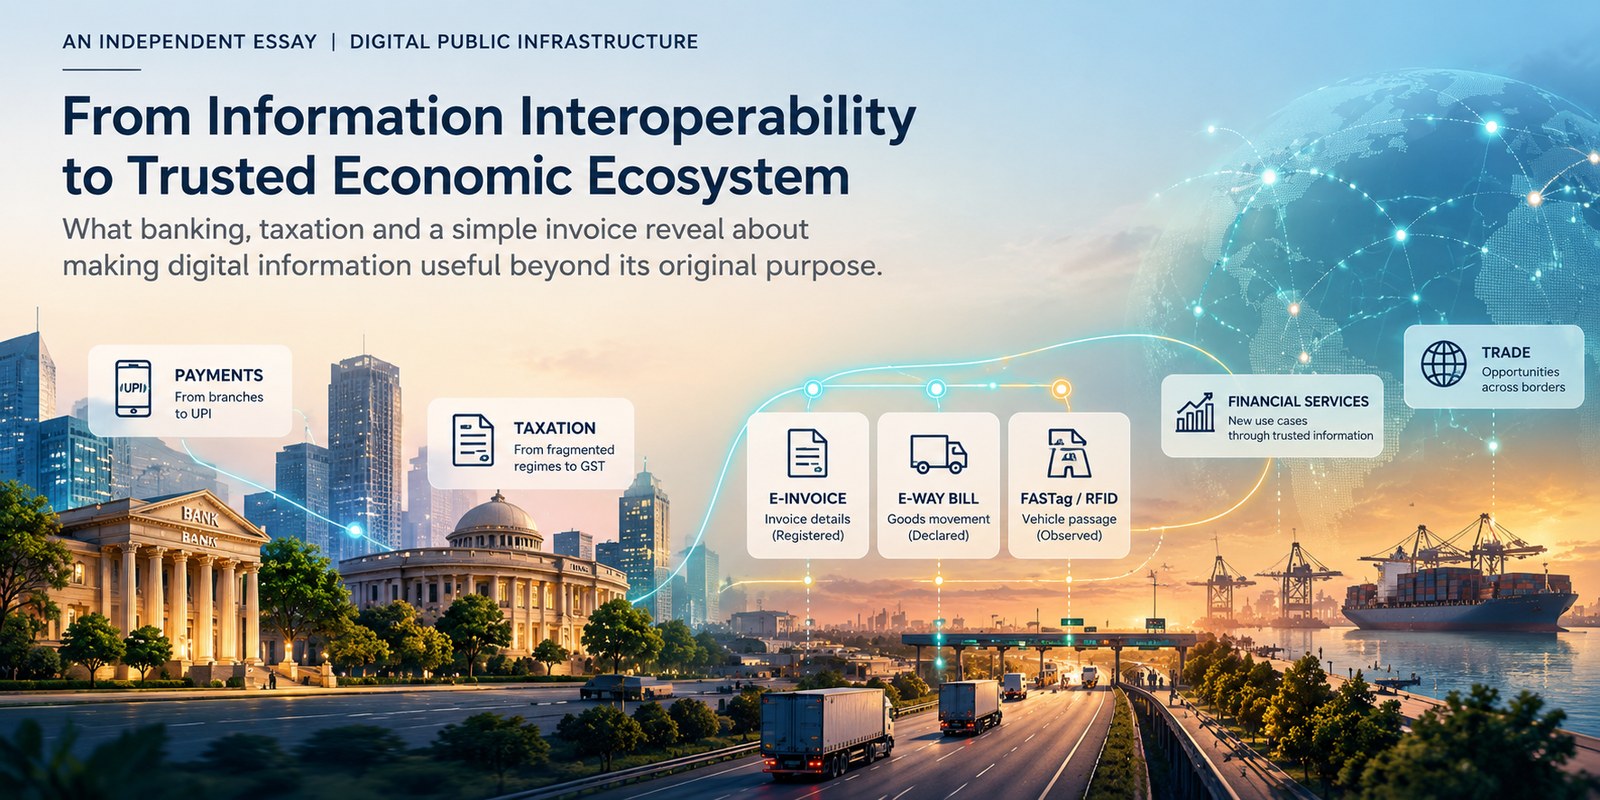 AN INDEPENDENT ESSAY | DIGITAL PUBLIC INFRASTRUCTURE
From Information Interoperability
to Trusted Economic Ecosystem
What banking, taxation and a simple invoice reveal about
making digital information useful beyond its original purpose.
UPI
PAYMENTS
From branches
to UPI
TAXATION
From fragmented
regimes to GST
E-INVOICE
Invoice details
(Registered)
E-WAY BILL
Goods movement
(Declared)
FASTag / RFID
Vehicle passage
(Observed)
FINANCIAL SERVICES
New use cases
through trusted information
TRADE
Opportunities
across borders
BANK
BANK